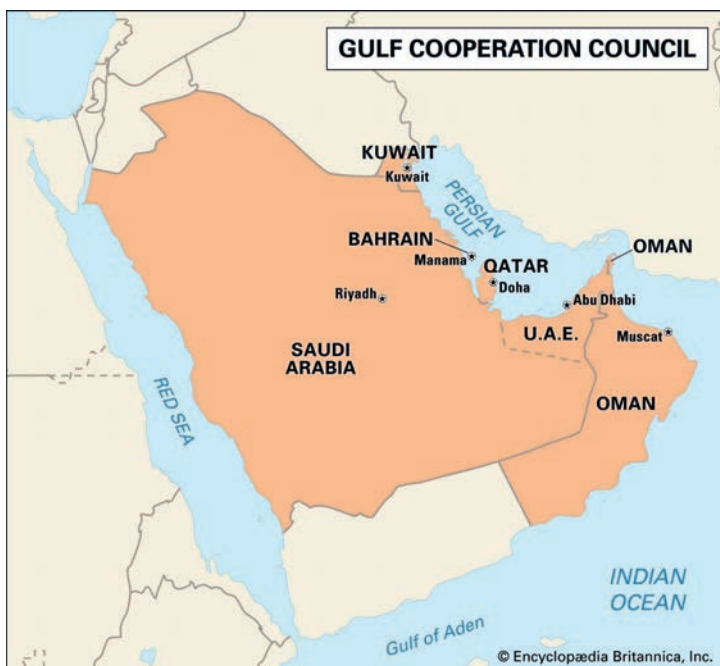 GULF COOPERATION COUNCIL
KUWAIT
Kuwait
PERSIAN
GULF
BAHRAIN
Manama
QATAR
Doha
OMAN
Riyadh
Abu Dhabi
U.A.E.
Muscat
SAUDI
ARABIA
OMAN
RED SEA
INDIAN
OCEAN
Gulf of Aden
© Encyclopædia Britannica, Inc.